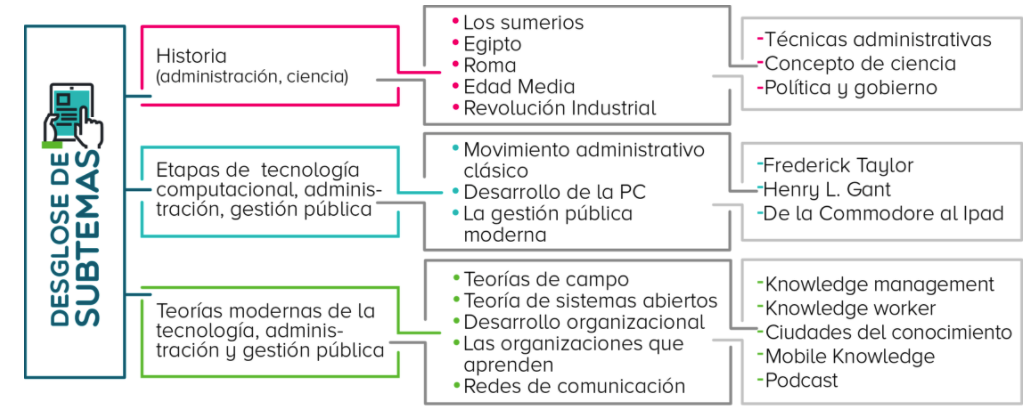 DESGLOSE DE
SUBTEMAS
Historia
(administración, ciencia)
• Los sumerios
• Egipto
• Roma
• Edad Media
• Revolución Industrial
-Técnicas administrativas
-Concepto de ciencia
-Política y gobierno
Etapas de tecnología
computacional, adminis-
tración, gestión pública
• Movimiento administrativo
clásico
• Desarrollo de la PC
• La gestión pública
moderna
-Frederick Taylor
-Henry L. Gant
-De la Commodore al Ipad
Teorías modernas de la
tecnología, adminis-
tración y gestión pública
• Teorías de campo
• Teoría de sistemas abiertos
• Desarrollo organizacional
• Las organizaciones que
aprenden
• Redes de comunicación
-Knowledge management
-Knowledge worker
-Ciudades del conocimiento
-Mobile Knowledge
-Podcast